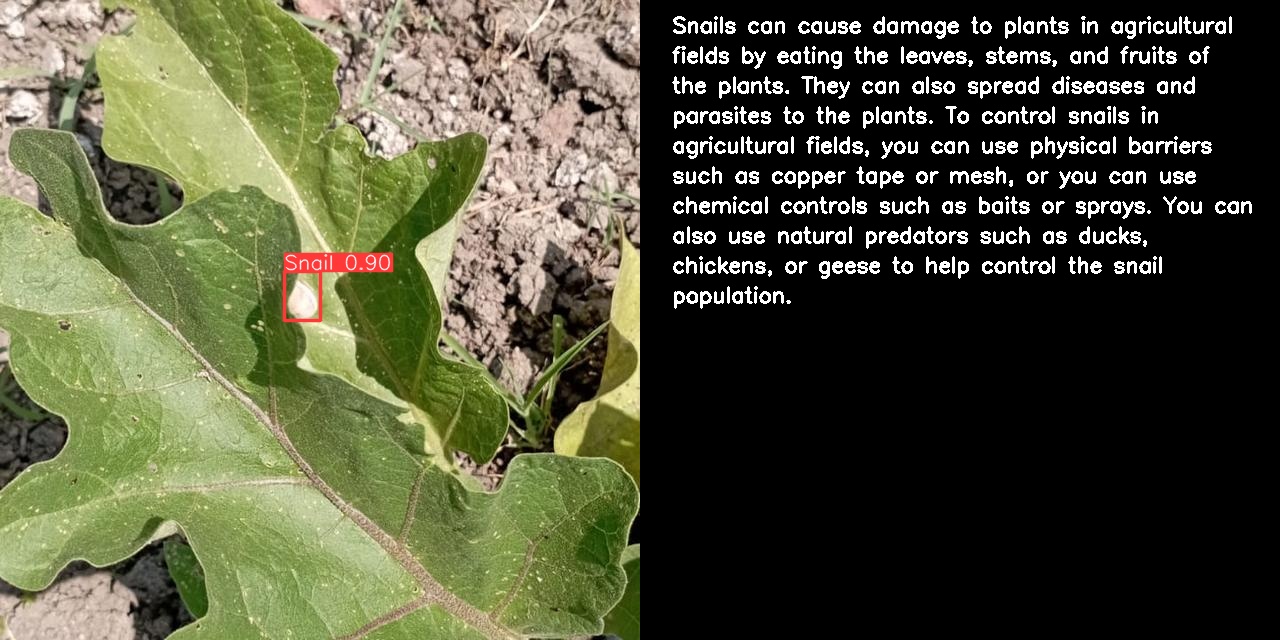 Snail 0.90
Snails can cause damage to plants in agricultural
fields by eating the leaves, stems, and fruits of
the plants. They can also spread diseases and
parasites to the plants. To control snails in
agricultural fields, you can use physical barriers
such as copper tape or mesh, or you can use
chemical controls such as baits or sprays. You can
also use natural predators such as ducks,
chickens, or geese to help control the snail
population.